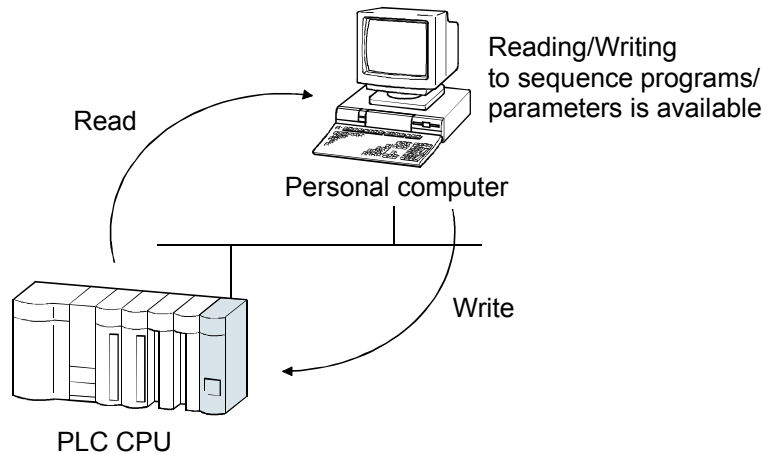 Reading/Writing
to sequence programs/
parameters is available
Read
Personal computer
Write
PLC CPU